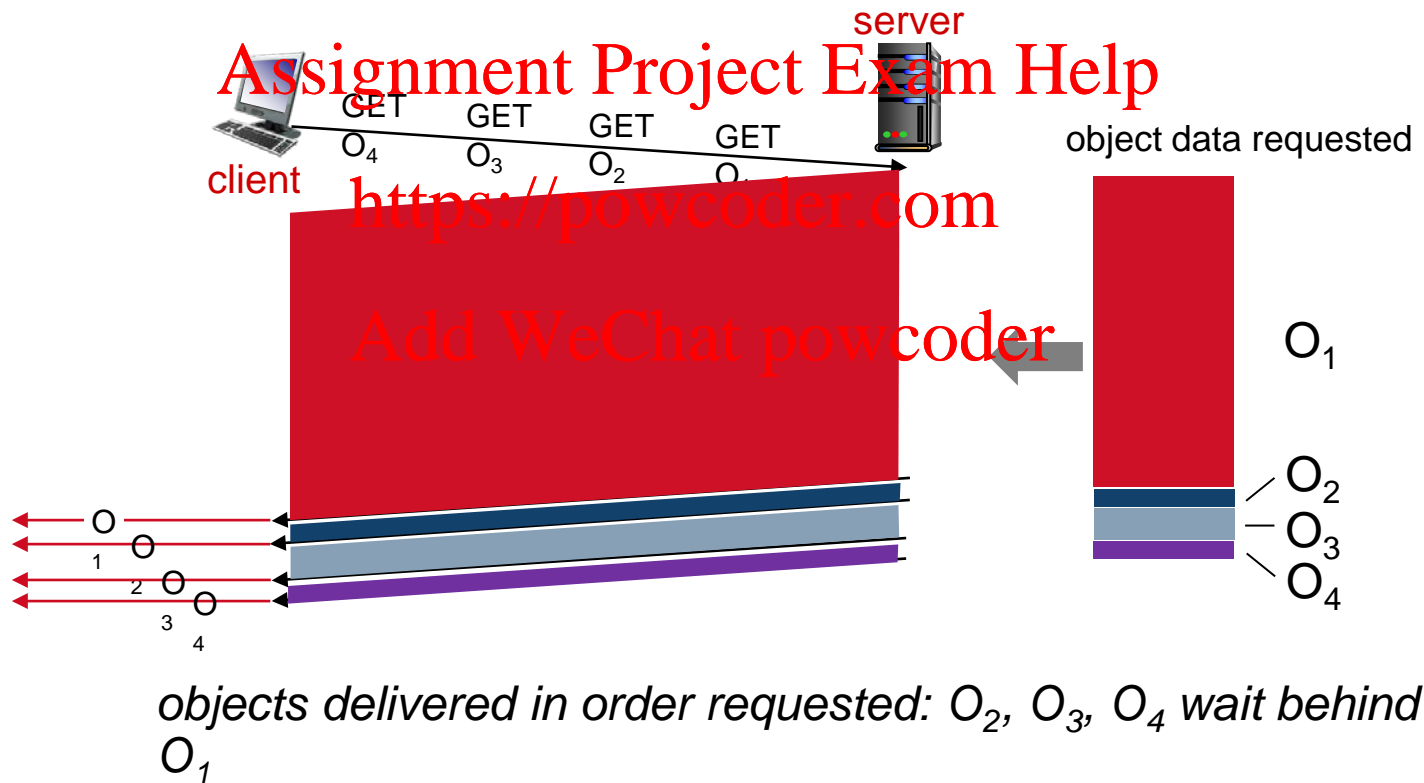 server
Assignment Project Exam Help
GET GET GET GET
O4 O3 O2
object data requested
client
https://powcoder.com
Add WeChat powcoder
O1
O2
O3
O4
O
1
O
2
O
3
O
4
objects delivered in order requested: O2, O3, O4 wait behind
O1